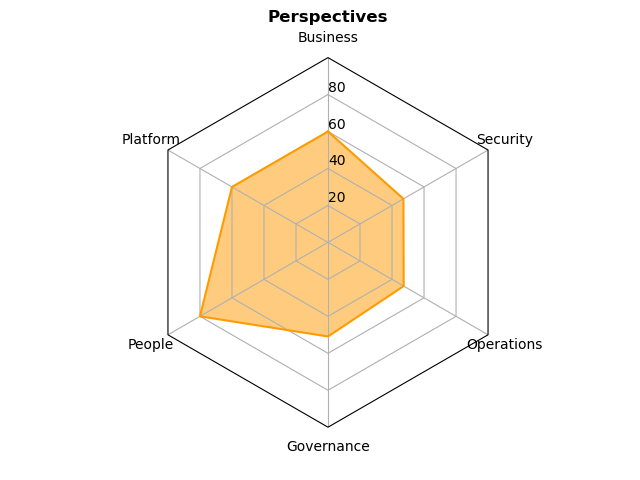 Perspectives
Business
80
60
40
20
Platform
Security
People
Operations
Governance